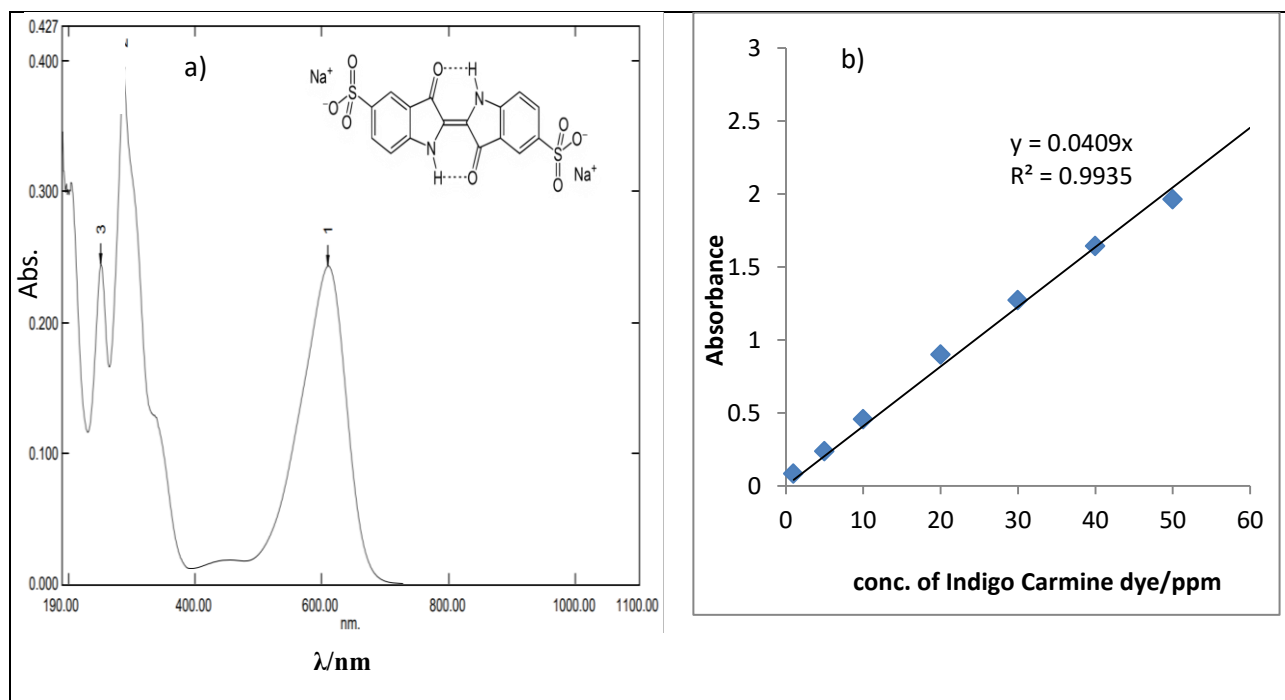 a)
0.427
0.400
0.300
0.200
0.100
0.000
Abs.
3
1
Na⁺
⁻O
S
O
O
O
H
N
N
H
O
O
S
O⁻
O
Na⁺
190.00 400.00 600.00 800.00 1000.00 1100.00
nm.
λ/nm
b)
3
2.5
2
1.5
1
0.5
0
Absorbance
y = 0.0409x
R² = 0.9935
0 10 20 30 40 50 60
conc. of Indigo Carmine dye/ppm